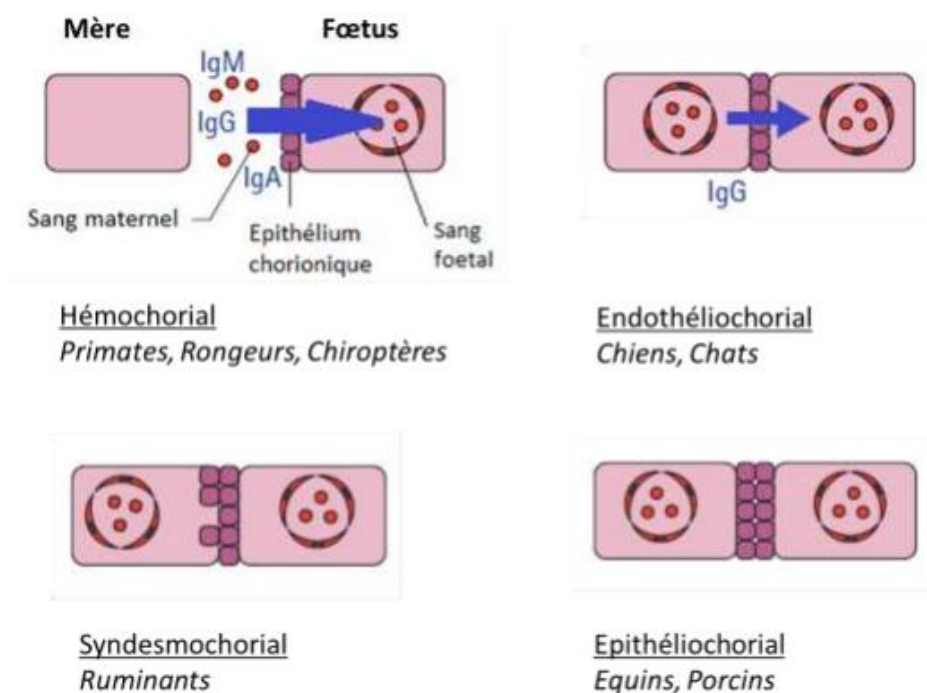 Mère
Fœtus
IgM
IgG
IgA
Sang maternel
Epithélium
chorionique
Sang
foetal
Hémochorial
Primates, Rongeurs, Chiroptères
IgG
Endothéliochorial
Chiens, Chats
Syndesmochorial
Ruminants
Epithéliochorial
Equins, Porcins